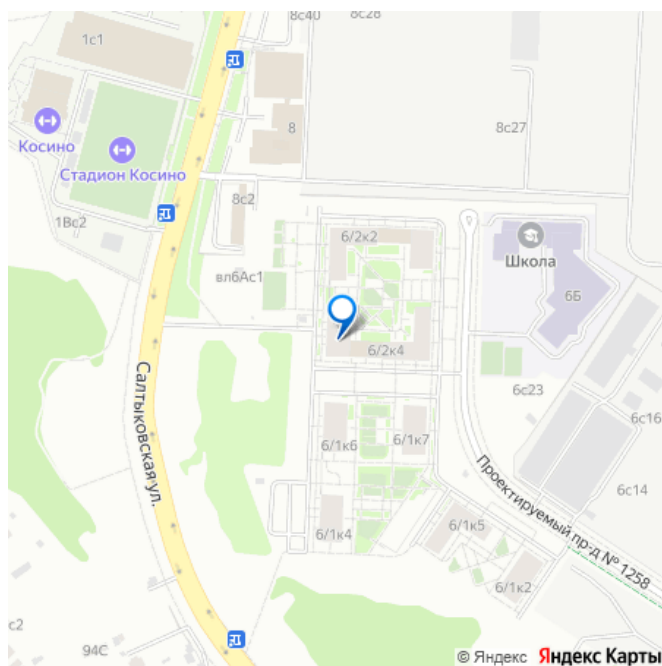 8с40
8с28
1с1
8
8с27
Косино
Стадион Косино
8с2
1Вс2
6/2к2
Школа
вл6Ас1
6Б
6/2к4
Салтыковская ул.
6с23
6с16
6/1к6
6/1к7
Проектируемый пр-д № 1258
6с14
6/1к4
6/1к5
6/1к2
с2
94С
© Яндекс Яндекс Карты